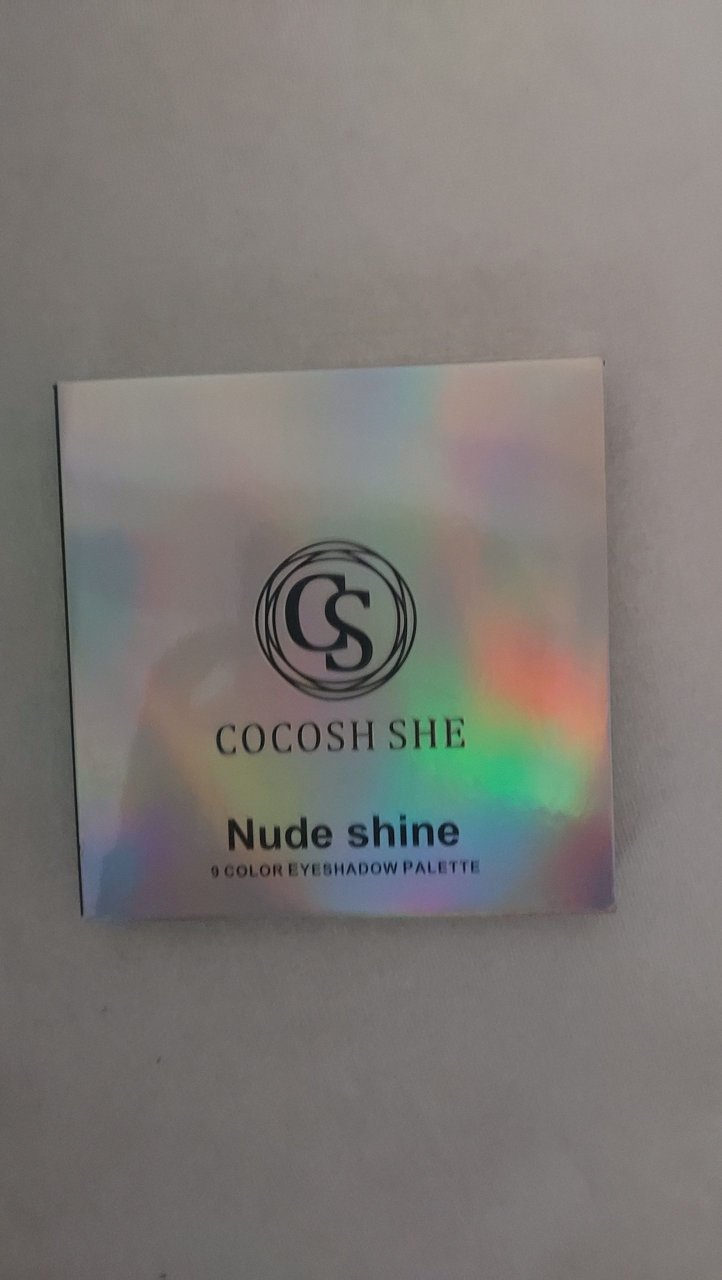 CS
COCOSH SHE
Nude shine
9 COLOR EYESHADOW PALETTE